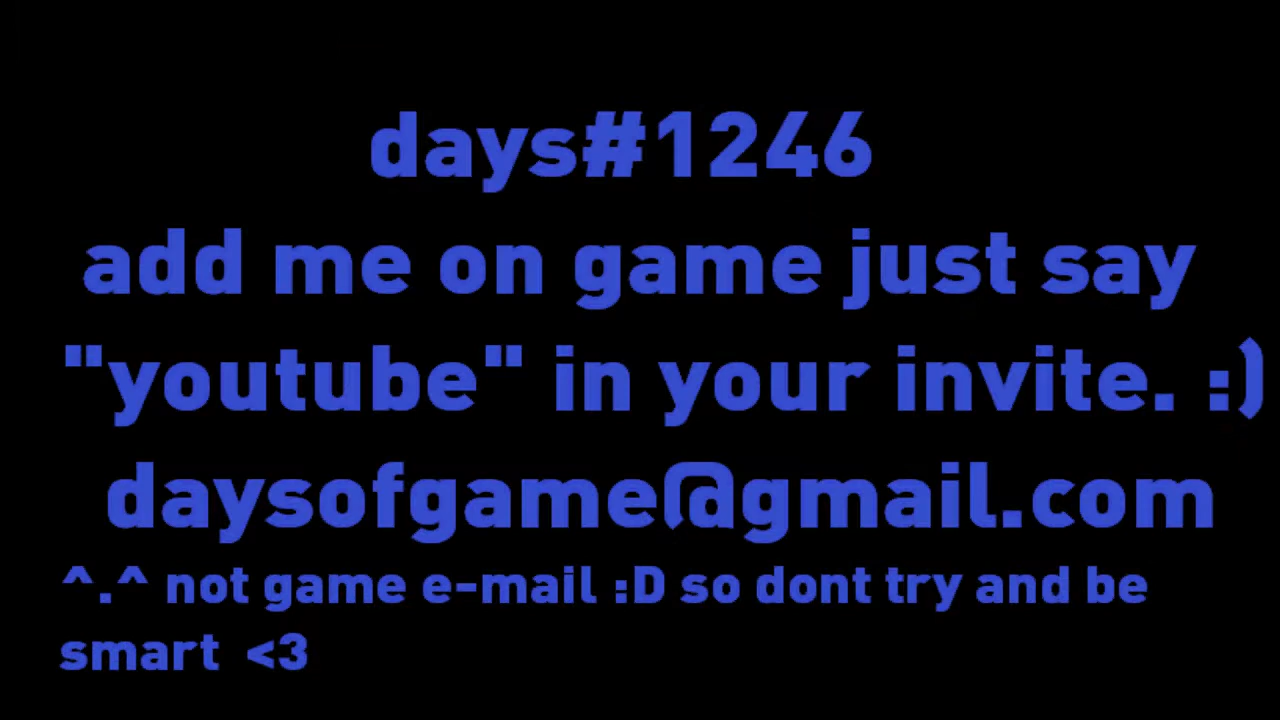 days#1246
add me on game just say
"youtube" in your invite. :)
daysofgame@gmail.com
^.^ not game e-mail :D so dont try and be
smart <3